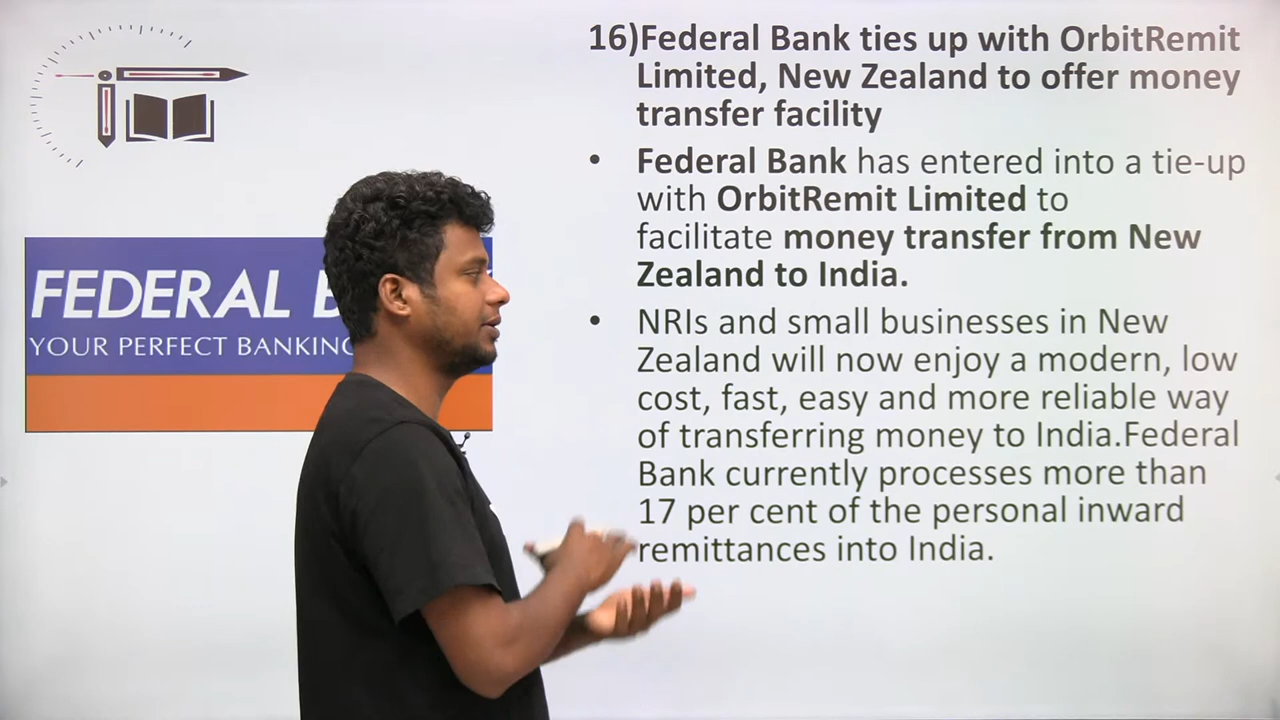 16)Federal Bank ties up with OrbitRemit
Limited, New Zealand to offer money
transfer facility
• Federal Bank has entered into a tie-up
with OrbitRemit Limited to
facilitate money transfer from New
Zealand to India.
• NRIs and small businesses in New
Zealand will now enjoy a modern, low
cost, fast, easy and more reliable way
of transferring money to India.Federal
Bank currently processes more than
17 per cent of the personal inward
remittances into India.
FEDERAL
YOUR PERFECT BANKING